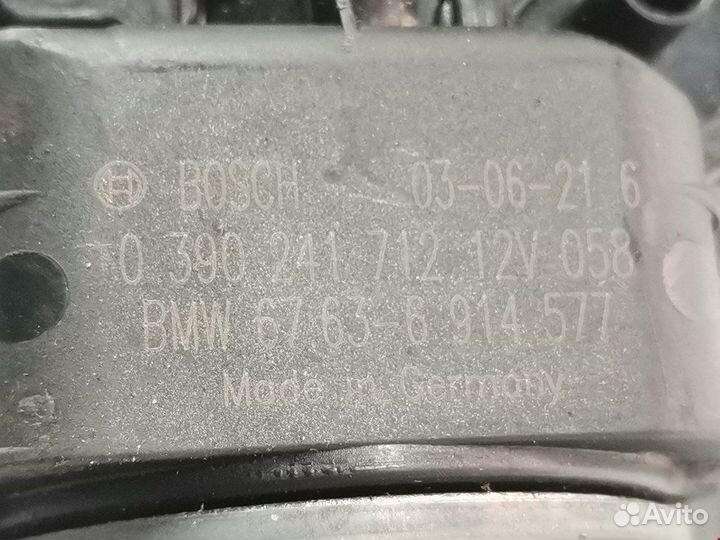 BOSCH 03-06-21 6
0 390 241 712 12V 058
BMW 67 63-6 914 577
Made in Germany
Avito